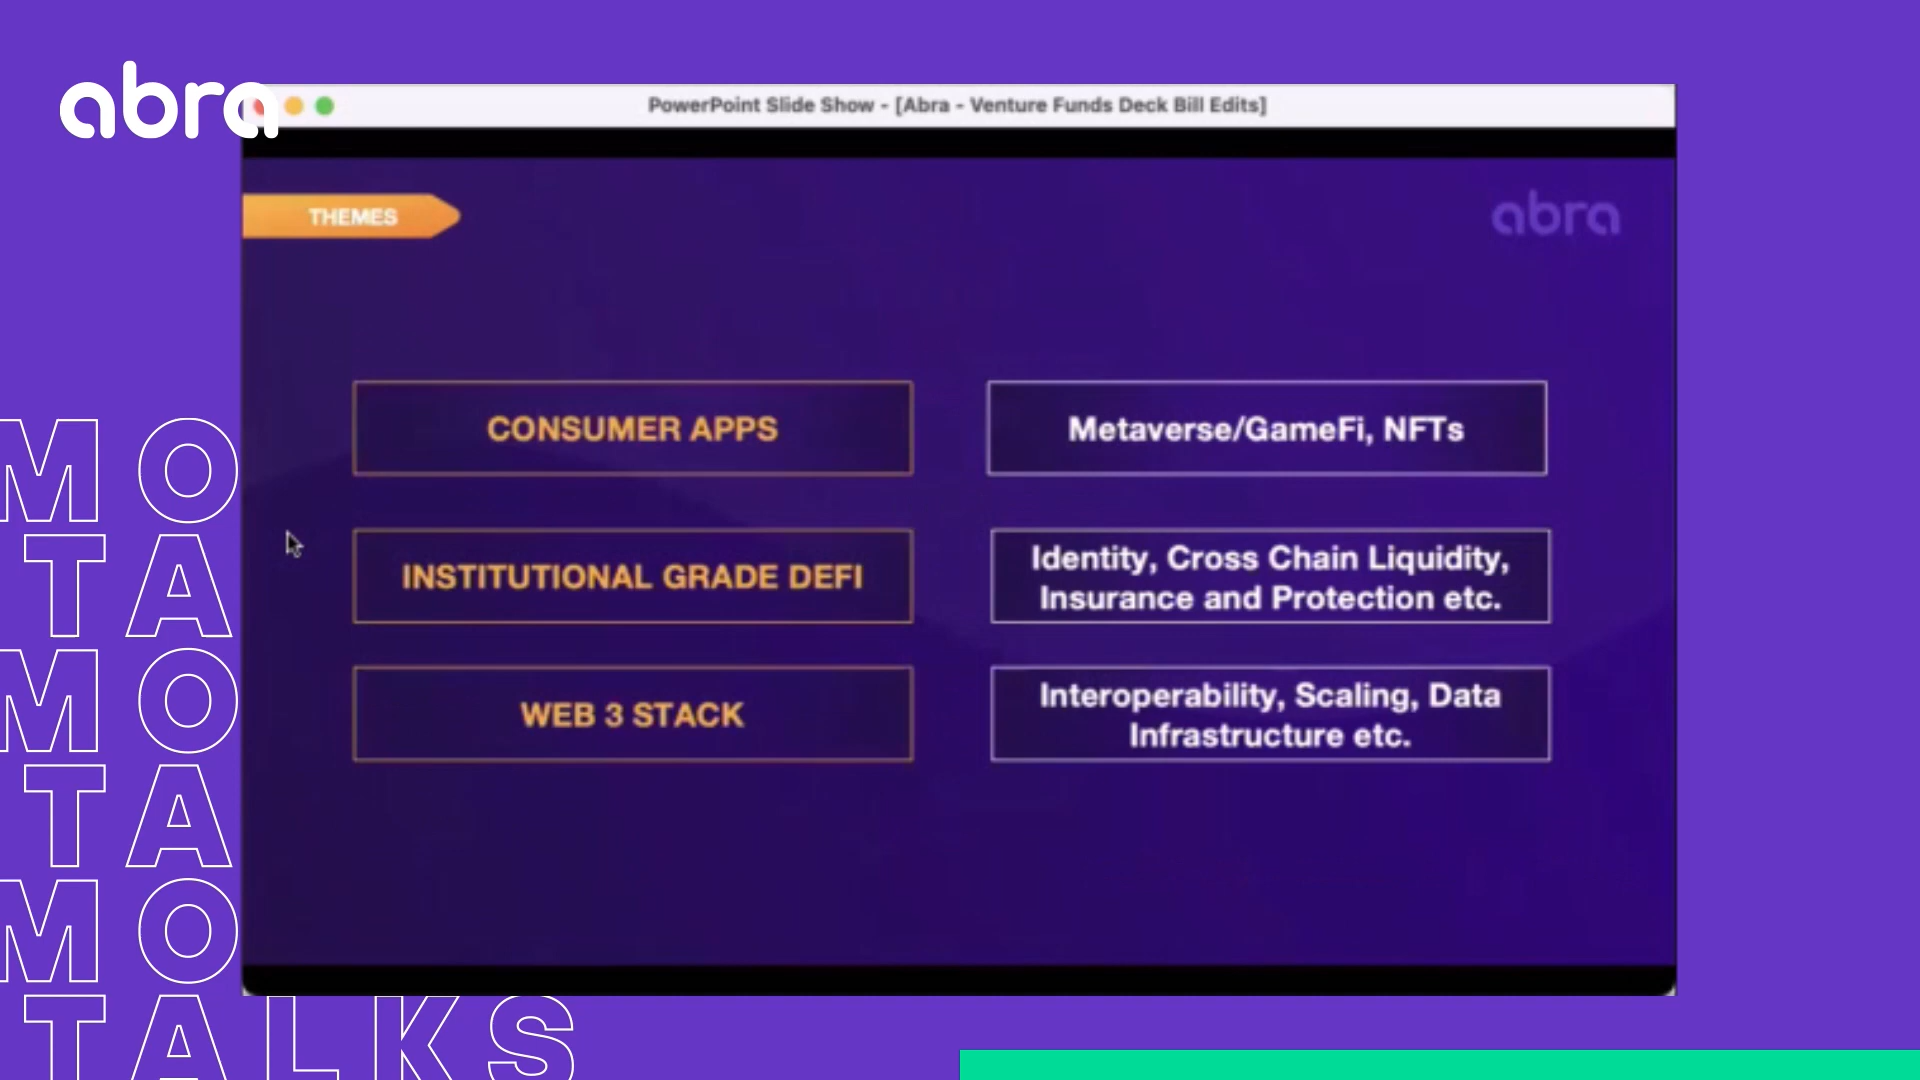 abra
PowerPoint Slide Show - [Abra - Venture Funds Deck Bill Edits]
THEMES
abra
CONSUMER APPS
Metaverse/GameFi, NFTs
INSTITUTIONAL GRADE DEFI
Identity, Cross Chain Liquidity,
Insurance and Protection etc.
WEB 3 STACK
Interoperability, Scaling, Data
Infrastructure etc.
MO
TA
MO
TA
MO
TALKS